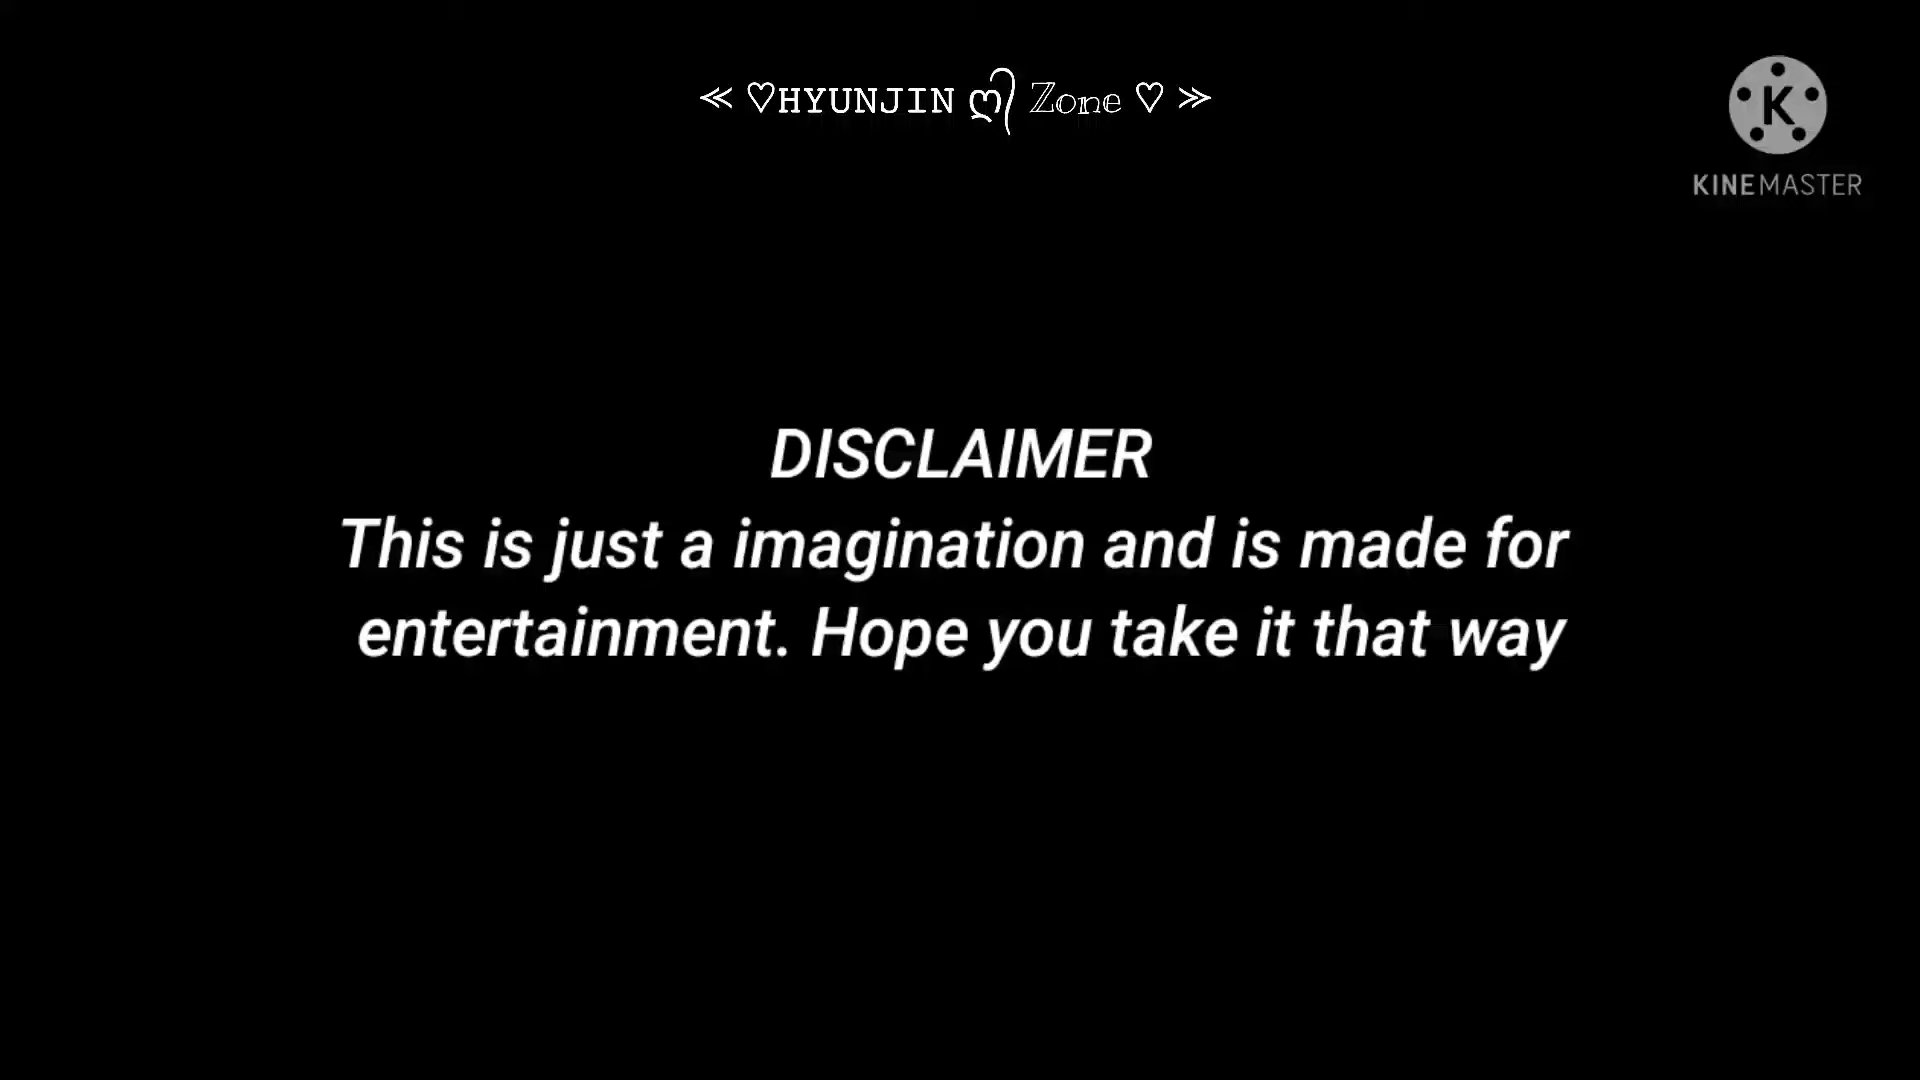 ≪ ♡HYUNJIN ღ᭄ ℤ𝕠𝕟𝕖 ♡ ≫
K
KINEMASTER
DISCLAIMER
This is just a imagination and is made for
entertainment. Hope you take it that way